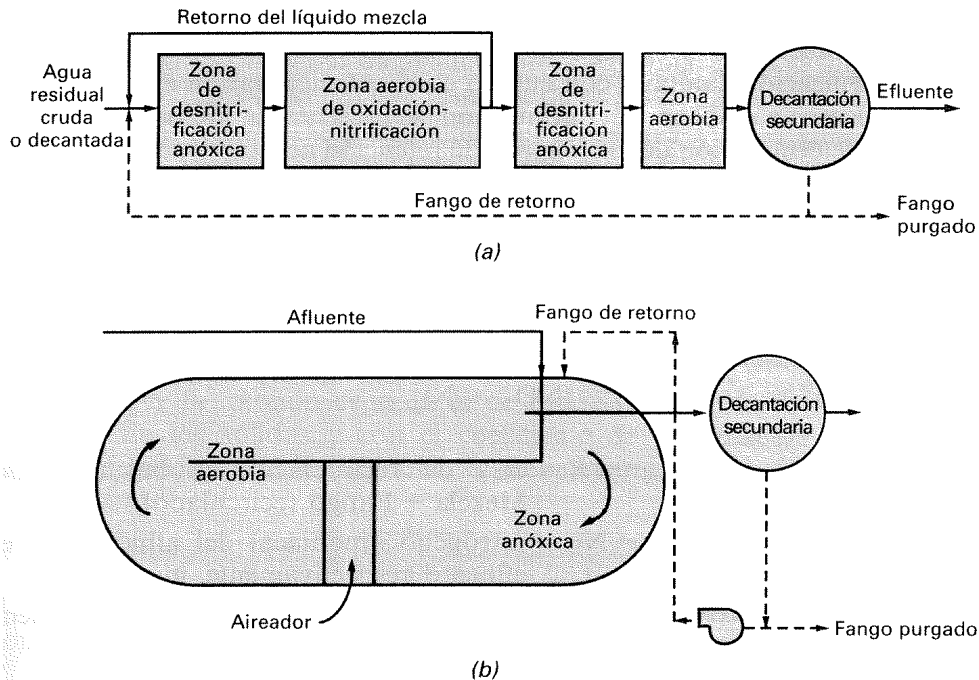 Retorno del líquido mezcla
Agua
residual
cruda
o decantada
Zona
de
desnitri-
ficación
anóxica
Zona aerobia
de oxidación-
nitrificación
Zona
de
desnitri-
ficación
anóxica
Zona
aerobia
Decantación
secundaria
Efluente
Fango de retorno
Fango
purgado
(a)
Afluente
Fango de retorno
Zona
aerobia
Zona
anóxica
Decantación
secundaria
Aireador
Fango purgado
(b)